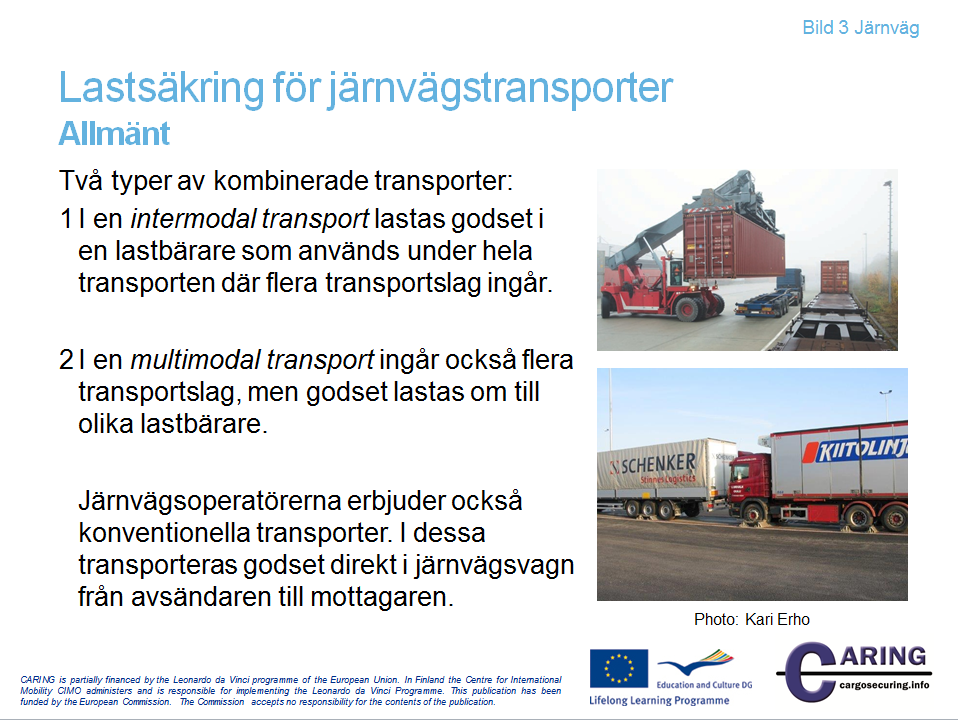 Bild 3 Järnväg
Lastsäkring för järnvägstransporter
Allmänt
Två typer av kombinerade transporter:
1 I en intermodal transport lastas godset i
en lastbärare som används under hela
transporten där flera transportslag ingår.
2 I en multimodal transport ingår också flera
transportslag, men godset lastas om till
olika lastbärare.
Järnvägsoperatörerna erbjuder också
konventionella transporter. I dessa
transporteras godset direkt i järnvägsvagn
från avsändaren till mottagaren.
SCHENKER
Stinnes Logistics
KIITOLINJA
Photo: Kari Erho
CARING is partially financed by the Leonardo da Vinci programme of the European Union. In Finland the Centre for International
Mobility CIMO administers and is responsible for implementing the Leonardo da Vinci Programme. This publication has been
funded by the European Commission. The Commission accepts no responsibility for the contents of the publication.
Education and Culture DG
Lifelong Learning Programme
CARING
cargosecuring.info